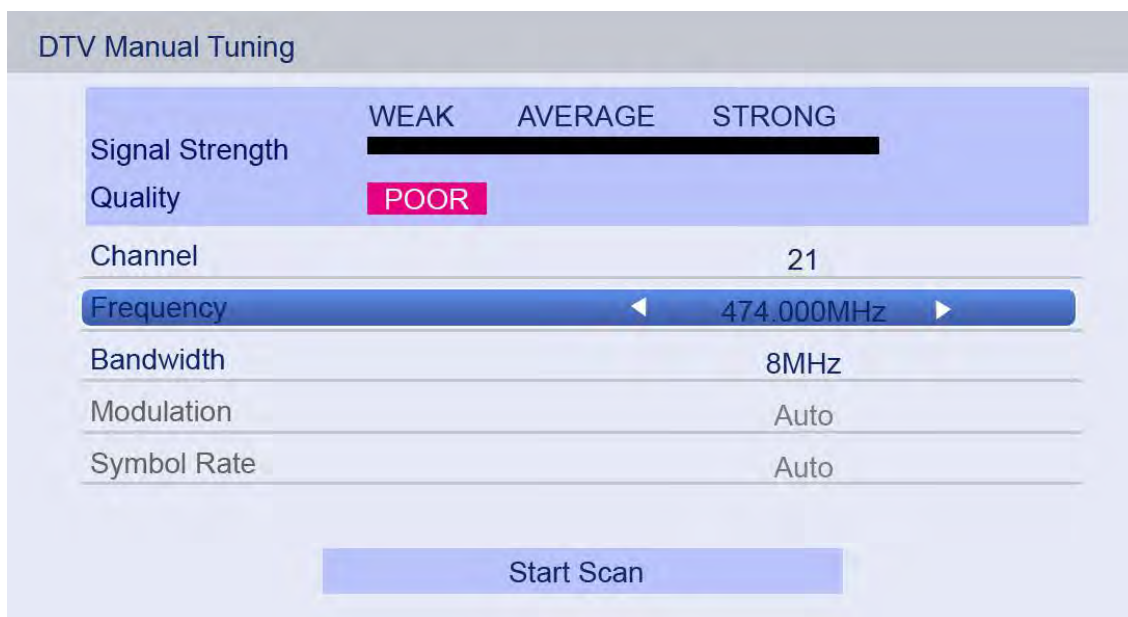 DTV Manual Tuning
WEAK AVERAGE STRONG
Signal Strength
Quality POOR
Channel 21
Frequency 474.000MHz
Bandwidth 8MHz
Modulation Auto
Symbol Rate Auto
Start Scan